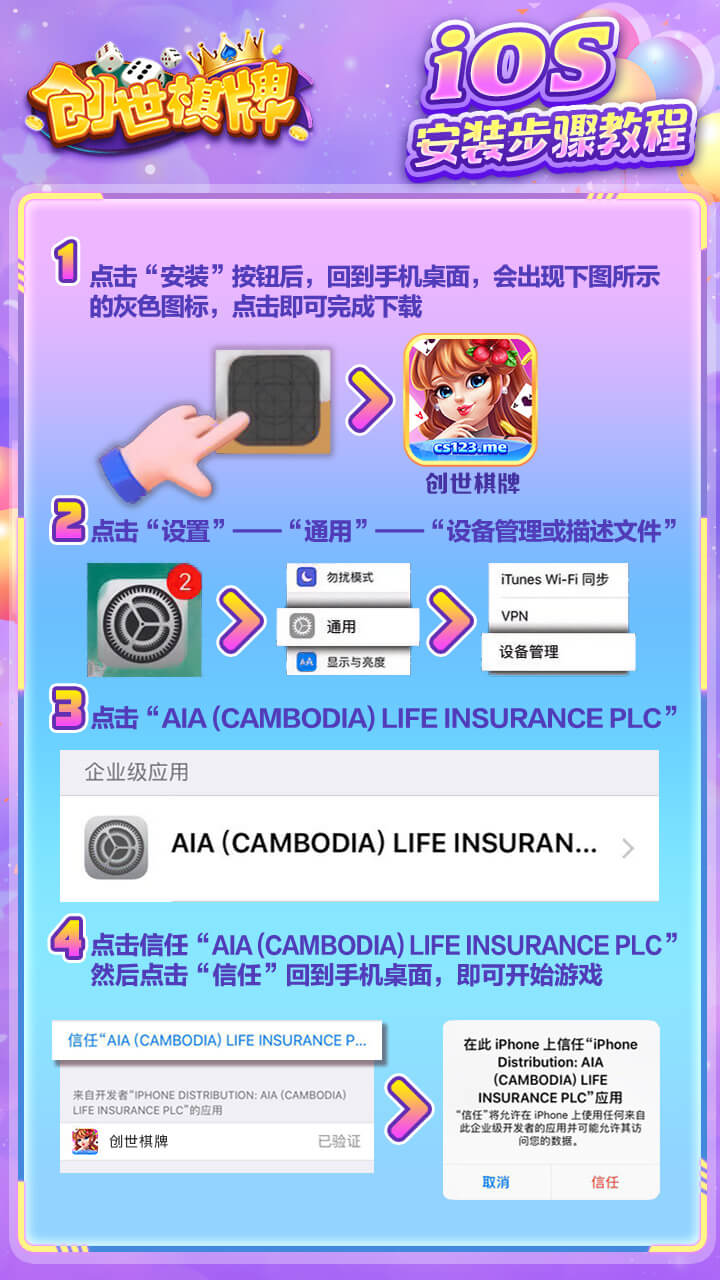 创世棋牌
iOS
安装步骤教程
1
点击“安装”按钮后，回到手机桌面，会出现下图所示
的灰色图标，点击即可完成下载
cs123.me
创世棋牌
2
点击“设置”——“通用”——“设备管理或描述文件”
2
勿扰模式
通用
AA 显示与亮度
iTunes Wi-Fi 同步
VPN
设备管理
3
点击“AIA (CAMBODIA) LIFE INSURANCE PLC”
企业级应用
AIA (CAMBODIA) LIFE INSURAN...
4
点击信任“AIA (CAMBODIA) LIFE INSURANCE PLC”
然后点击“信任”回到手机桌面，即可开始游戏
信任“AIA (CAMBODIA) LIFE INSURANCE P...
来自开发者“IPHONE DISTRIBUTION: AIA (CAMBODIA)
LIFE INSURANCE PLC”的应用
创世棋牌 已验证
在此 iPhone 上信任“iPhone
Distribution: AIA
(CAMBODIA) LIFE
INSURANCE PLC”应用
“信任”将允许在 iPhone 上使用任何来自
此企业级开发者的应用并可能允许其访
问您的数据。
取消 信任